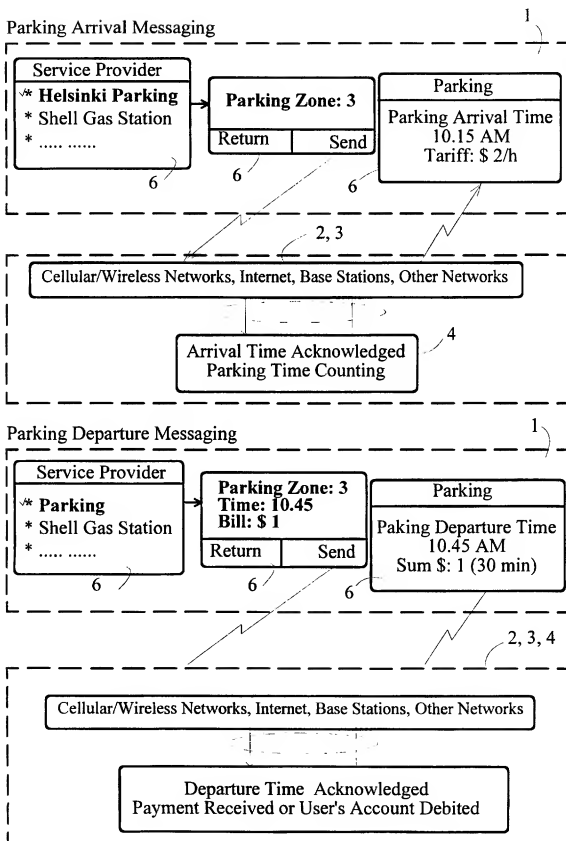 Parking Arrival Messaging
1
Service Provider
* Helsinki Parking
* Shell Gas Station
* ..... ......
6
Parking Zone: 3
Return Send
6
Parking
Parking Arrival Time
10.15 AM
Tariff: $ 2/h
6
2, 3
Cellular/Wireless Networks, Internet, Base Stations, Other Networks
Arrival Time Acknowledged
Parking Time Counting
4
Parking Departure Messaging
1
Service Provider
* Parking
* Shell Gas Station
* ..... ......
6
Parking Zone: 3
Time: 10.45
Bill: $ 1
Return Send
6
Parking
Paking Departure Time
10.45 AM
Sum $: 1 (30 min)
6
2, 3, 4
Cellular/Wireless Networks, Internet, Base Stations, Other Networks
Departure Time Acknowledged
Payment Received or User's Account Debited